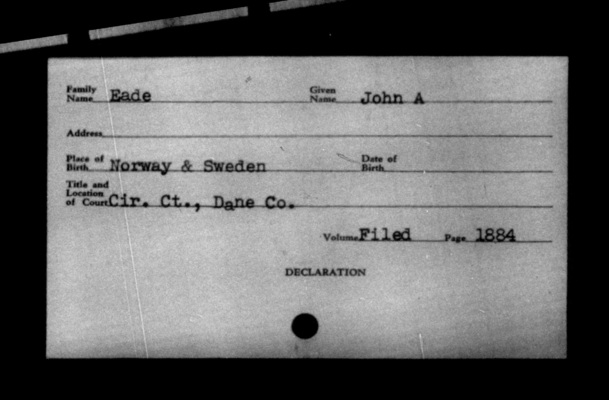 Family Name Eade Given Name John A
Address
Place of Birth Norway & Sweden Date of Birth
Title and Location of Court Cir. Ct., Dane Co.
Volume Filed Page 1884
DECLARATION